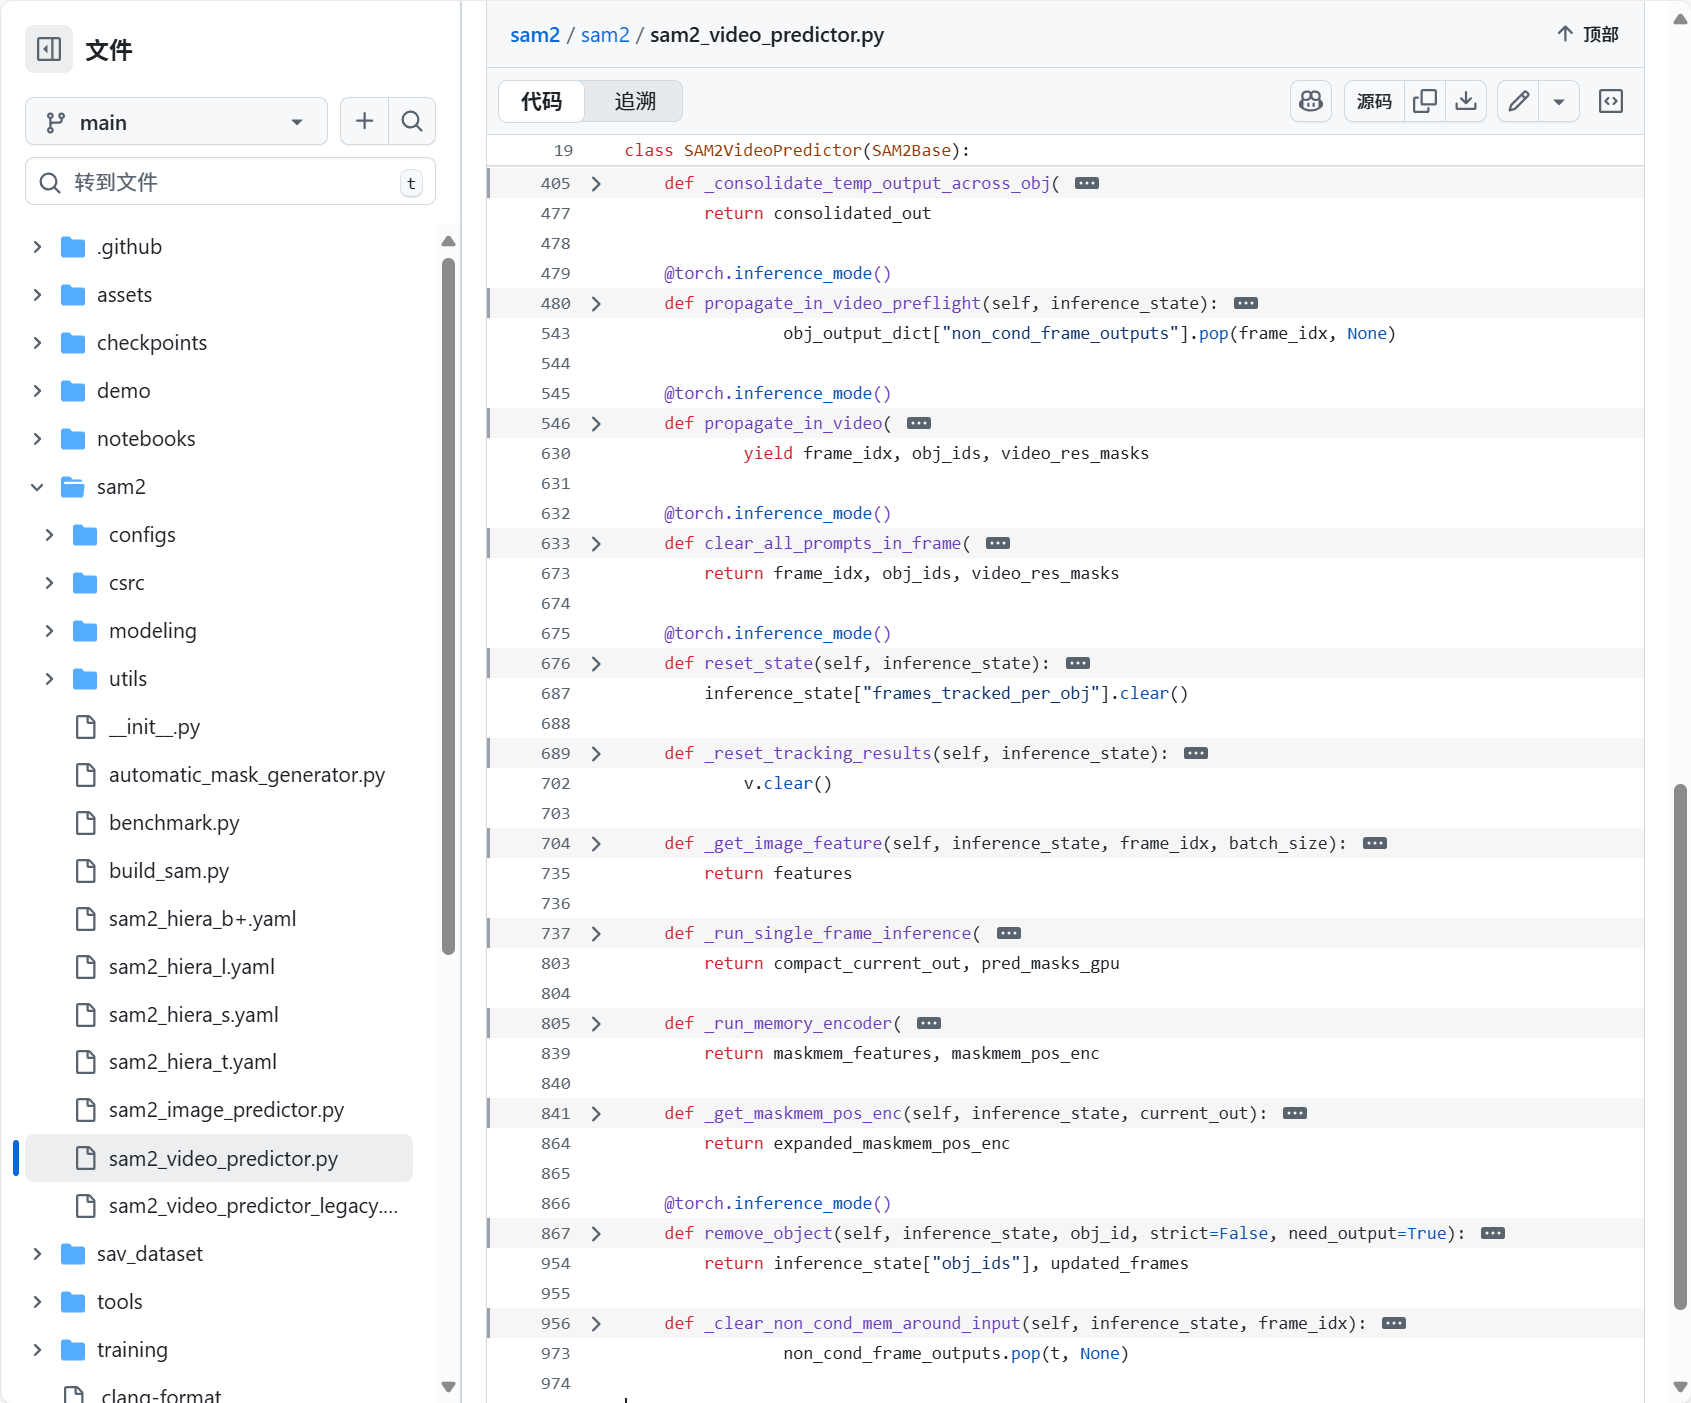 文件
main
转到文件
t
.github
assets
checkpoints
demo
notebooks
sam2
configs
csrc
modeling
utils
__init__.py
automatic_mask_generator.py
benchmark.py
build_sam.py
sam2_hiera_b+.yaml
sam2_hiera_l.yaml
sam2_hiera_s.yaml
sam2_hiera_t.yaml
sam2_image_predictor.py
sam2_video_predictor.py
sam2_video_predictor_legacy....
sav_dataset
tools
training
.clang-format
sam2 / sam2 / sam2_video_predictor.py
顶部
代码 追溯
源码
19 class SAM2VideoPredictor(SAM2Base):
405 def _consolidate_temp_output_across_obj( ...
477 return consolidated_out
478
479 @torch.inference_mode()
480 def propagate_in_video_preflight(self, inference_state): ...
543 obj_output_dict["non_cond_frame_outputs"].pop(frame_idx, None)
544
545 @torch.inference_mode()
546 def propagate_in_video( ...
630 yield frame_idx, obj_ids, video_res_masks
631
632 @torch.inference_mode()
633 def clear_all_prompts_in_frame( ...
673 return frame_idx, obj_ids, video_res_masks
674
675 @torch.inference_mode()
676 def reset_state(self, inference_state): ...
687 inference_state["frames_tracked_per_obj"].clear()
688
689 def _reset_tracking_results(self, inference_state): ...
702 v.clear()
703
704 def _get_image_feature(self, inference_state, frame_idx, batch_size): ...
735 return features
736
737 def _run_single_frame_inference( ...
803 return compact_current_out, pred_masks_gpu
804
805 def _run_memory_encoder( ...
839 return maskmem_features, maskmem_pos_enc
840
841 def _get_maskmem_pos_enc(self, inference_state, current_out): ...
864 return expanded_maskmem_pos_enc
865
866 @torch.inference_mode()
867 def remove_object(self, inference_state, obj_id, strict=False, need_output=True): ...
954 return inference_state["obj_ids"], updated_frames
955
956 def _clear_non_cond_mem_around_input(self, inference_state, frame_idx): ...
973 non_cond_frame_outputs.pop(t, None)
974